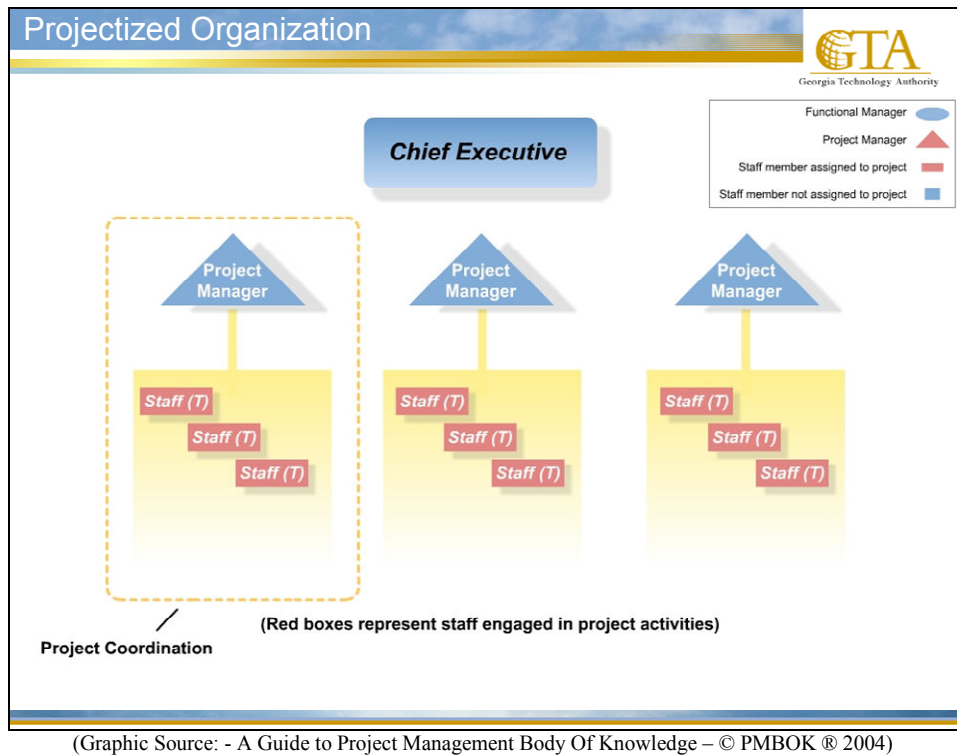 Projectized Organization
GTA
Georgia Technology Authority
Functional Manager
Project Manager
Staff member assigned to project
Staff member not assigned to project
Chief Executive
Project
Manager
Project
Manager
Project
Manager
Staff (T)
Staff (T)
Staff (T)
Staff (T)
Staff (T)
Staff (T)
Staff (T)
Staff (T)
Staff (T)
(Red boxes represent staff engaged in project activities)
Project Coordination
(Graphic Source: - A Guide to Project Management Body Of Knowledge – © PMBOK ® 2004)